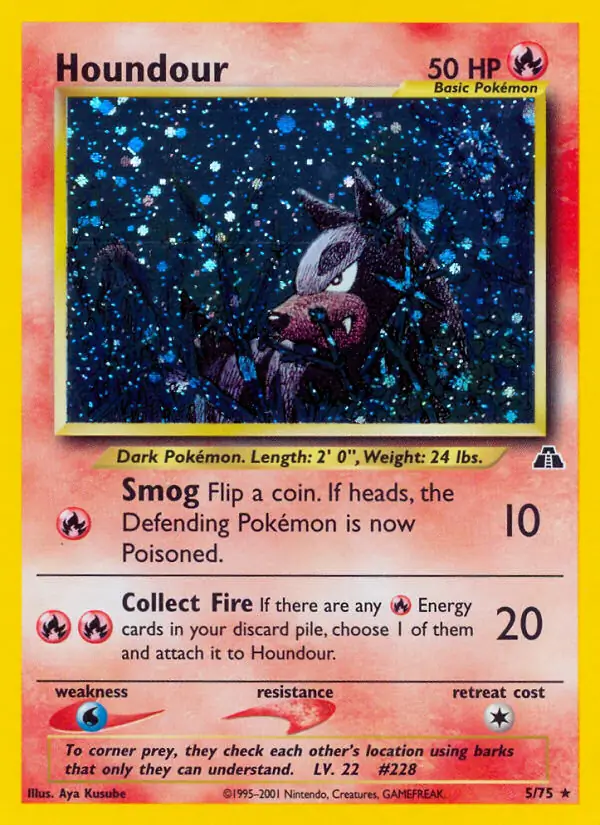 Houndour
50 HP
Basic Pokémon
Dark Pokémon. Length: 2' 0", Weight: 24 lbs.
Smog Flip a coin. If heads, the
Defending Pokémon is now
Poisoned.
10
Collect Fire If there are any Energy
cards in your discard pile, choose 1 of them
and attach it to Houndour.
20
weakness
resistance
retreat cost
To corner prey, they check each other's location using barks
that only they can understand. LV. 22 #228
Illus. Aya Kusube
©1995-2001 Nintendo, Creatures, GAMEFREAK.
5/75 ★